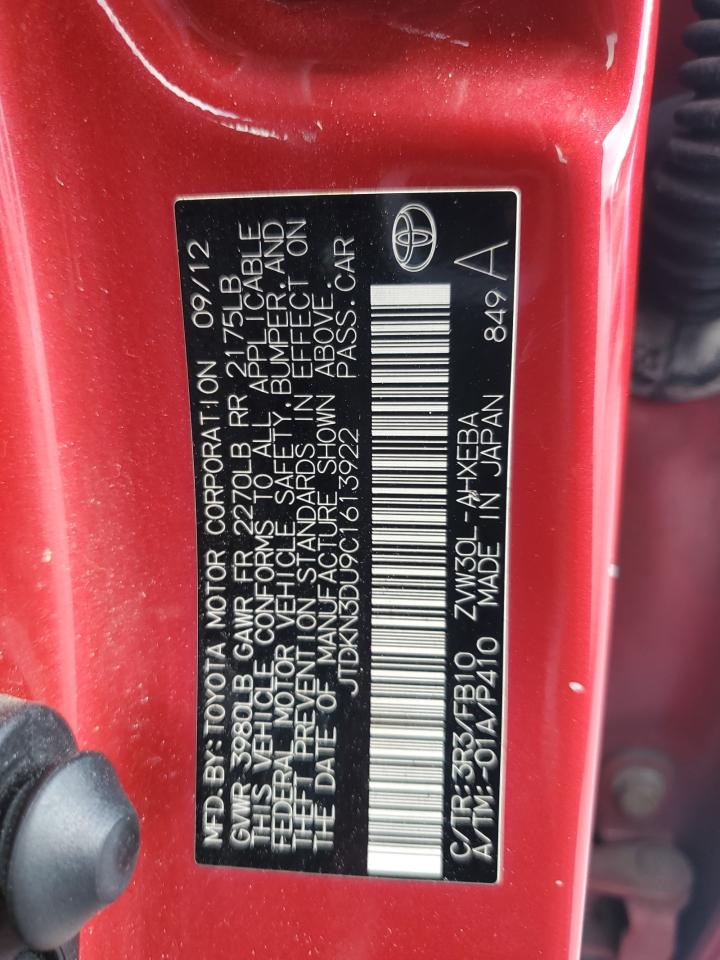 MFD.BY:TOYOTA MOTOR CORPORATION 09/12
GVWR 3980LB GAWR FR 2270LB RR 2175LB
THIS VEHICLE CONFORMS TO ALL APPLICABLE
FEDERAL MOTOR VEHICLE SAFETY,BUMPER,AND
THEFT PREVENTION STANDARDS IN EFFECT ON
THE DATE OF MANUFACTURE SHOWN ABOVE.
JTDKN3DU9C1613922 PASS.CAR
C/TR:3R3/FB10 ZVW30L-AHXEBA
A/TM:-01A/P410 MADE IN JAPAN 849 A